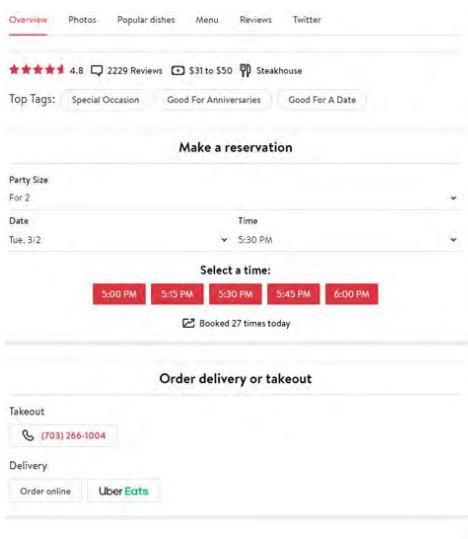 Overview Photos Popular dishes Menu Reviews Twitter
4.8 2229 Reviews $31 to $50 Steakhouse
Top Tags: Special Occasion Good For Anniversaries Good For A Date
Make a reservation
Party Size
For 2
Date Time
Tue, 3/2 5:30 PM
Select a time:
5:00 PM 5:15 PM 5:30 PM 5:45 PM 6:00 PM
Booked 27 times today
Order delivery or takeout
Takeout
(703) 266-1004
Delivery
Order online Uber Eats